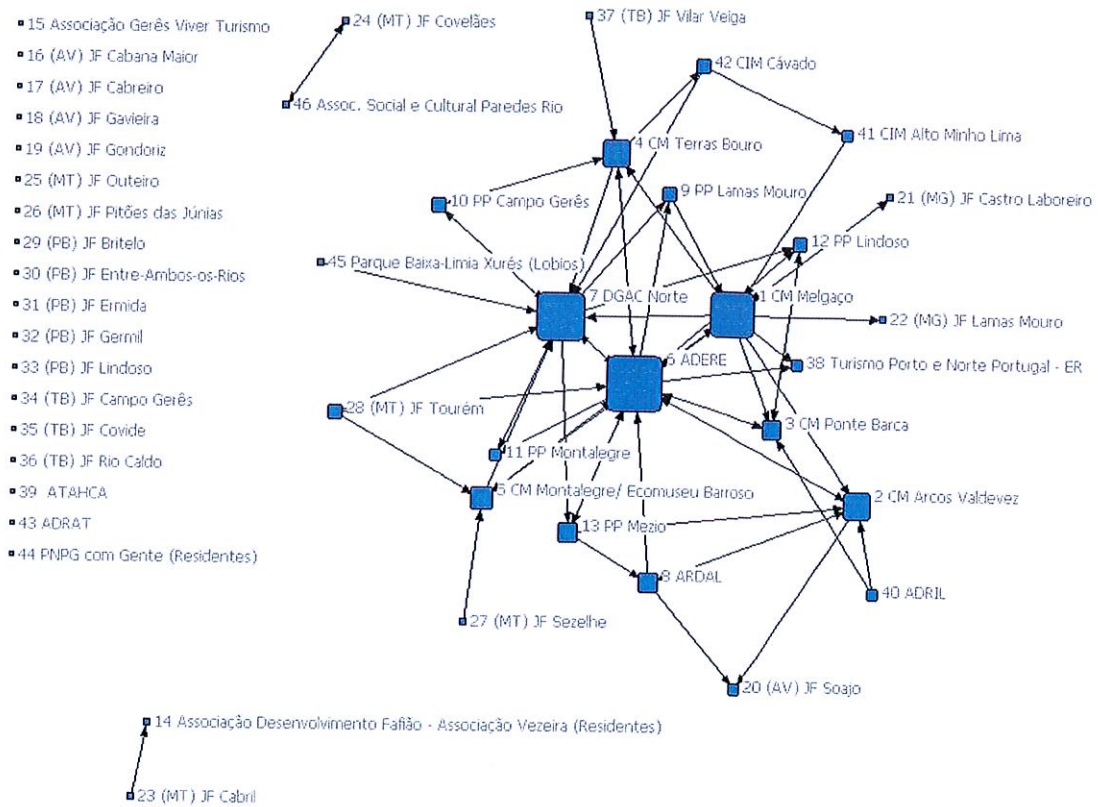 15 Associação Gerês Viver Turismo
16 (AV) JF Cabana Maior
17 (AV) JF Cabreiro
18 (AV) JF Gavieira
19 (AV) JF Gondoriz
25 (MT) JF Outeiro
26 (MT) JF Pitões das Júnias
29 (PB) JF Britelo
30 (PB) JF Entre-Ambos-os-Rios
31 (PB) JF Ermida
32 (PB) JF Germil
33 (PB) JF Lindoso
34 (TB) JF Campo Gerês
35 (TB) JF Covide
36 (TB) JF Rio Caldo
39 ATAHCA
43 ADRAT
44 PNPG com Gente (Residentes)
24 (MT) JF Covelães
46 Assoc. Social e Cultural Paredes Rio
37 (TB) JF Vilar Veiga
42 CIM Cávado
41 CIM Alto Minho Lima
4 CM Terras Bouro
9 PP Lamas Mouro
21 (MG) JF Castro Laboreiro
10 PP Campo Gerês
12 PP Lindoso
45 Parque Baixa-Limia Xurés (Lobios)
7 DGAC Norte
1 CM Melgaço
22 (MG) JF Lamas Mouro
6 ADERE
38 Turismo Porto e Norte Portugal - ER
28 (MT) JF Tourém
3 CM Ponte Barca
11 PP Montalegre
5 CM Montalegre/ Ecomuseu Barroso
2 CM Arcos Valdevez
13 PP Mezio
8 ARDAL
40 ADRIL
27 (MT) JF Sezelhe
20 (AV) JF Soajo
14 Associação Desenvolvimento Fafião - Associação Vezeira (Residentes)
23 (MT) JF Cabril